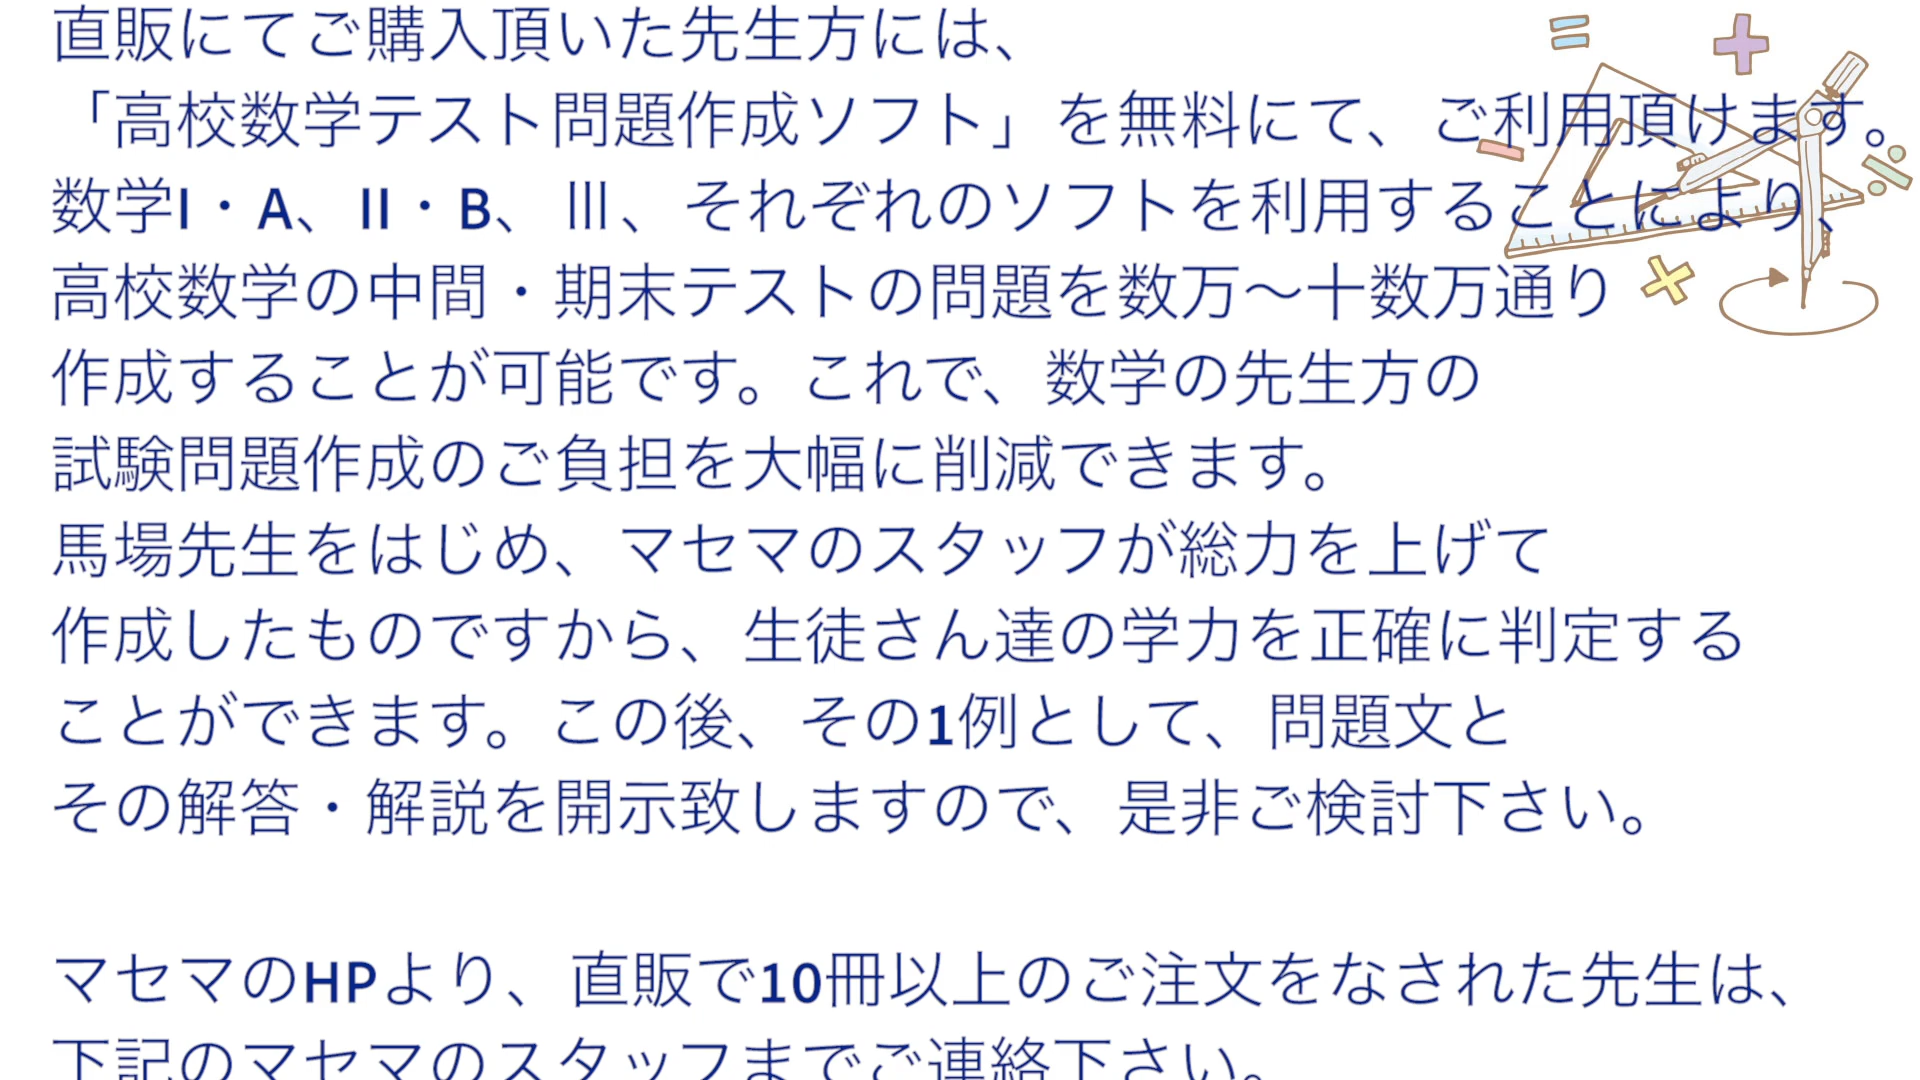 直販にてご購入頂いた先生方には、
「高校数学テスト問題作成ソフト」を無料にて、ご利用頂けます。
数学I・A、II・B、Ⅲ、それぞれのソフトを利用することにより、
高校数学の中間・期末テストの問題を数万～十数万通り
作成することが可能です。これで、数学の先生方の
試験問題作成のご負担を大幅に削減できます。
馬場先生をはじめ、マセマのスタッフが総力を上げて
作成したものですから、生徒さん達の学力を正確に判定する
ことができます。この後、その1例として、問題文と
その解答・解説を開示致しますので、是非ご検討下さい。
マセマのHPより、直販で10冊以上のご注文をなされた先生は、
下記のマセマのスタッフまでご連絡下さい。